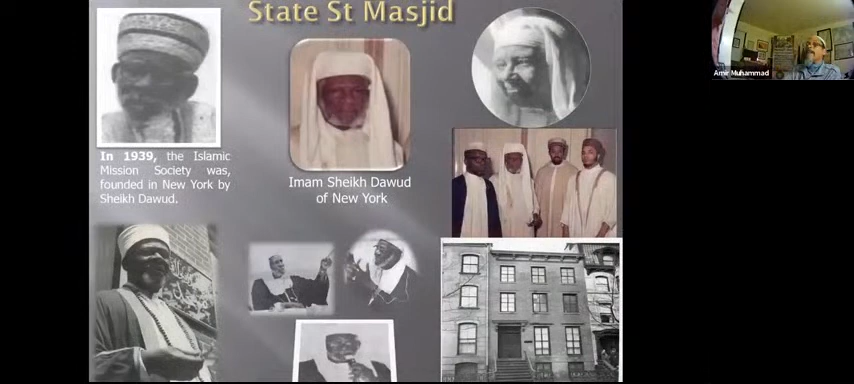 State St Masjid
In 1939, the Islamic
Mission Society was,
founded in New York by
Sheikh Dawud.
Imam Sheikh Dawud
of New York
Amir Muhammad